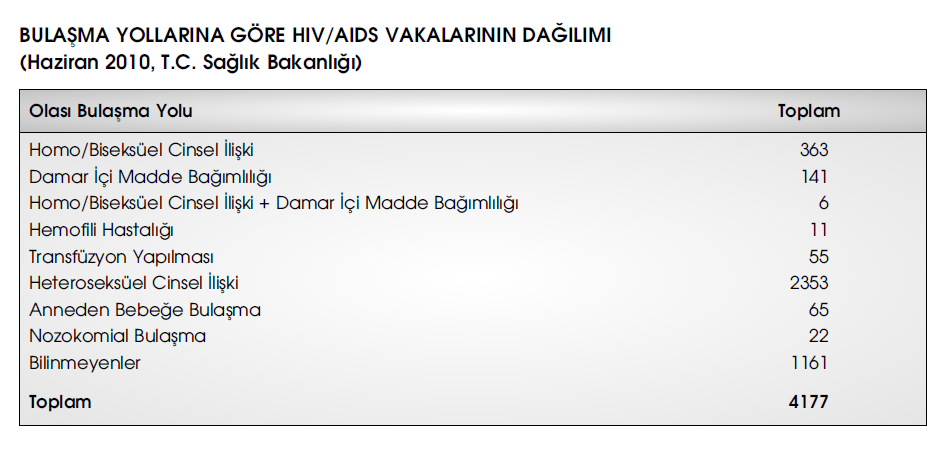 BULAŞMA YOLLARINA GÖRE HIV/AIDS VAKALARININ DAĞILIMI
(Haziran 2010, T.C. Sağlık Bakanlığı)
Olası Bulaşma Yolu Toplam
Homo/Biseksüel Cinsel İlişki 363
Damar İçi Madde Bağımlılığı 141
Homo/Biseksüel Cinsel İlişki + Damar İçi Madde Bağımlılığı 6
Hemofili Hastalığı 11
Transfüzyon Yapılması 55
Heteroseksüel Cinsel İlişki 2353
Anneden Bebeğe Bulaşma 65
Nozokomial Bulaşma 22
Bilinmeyenler 1161
Toplam 4177